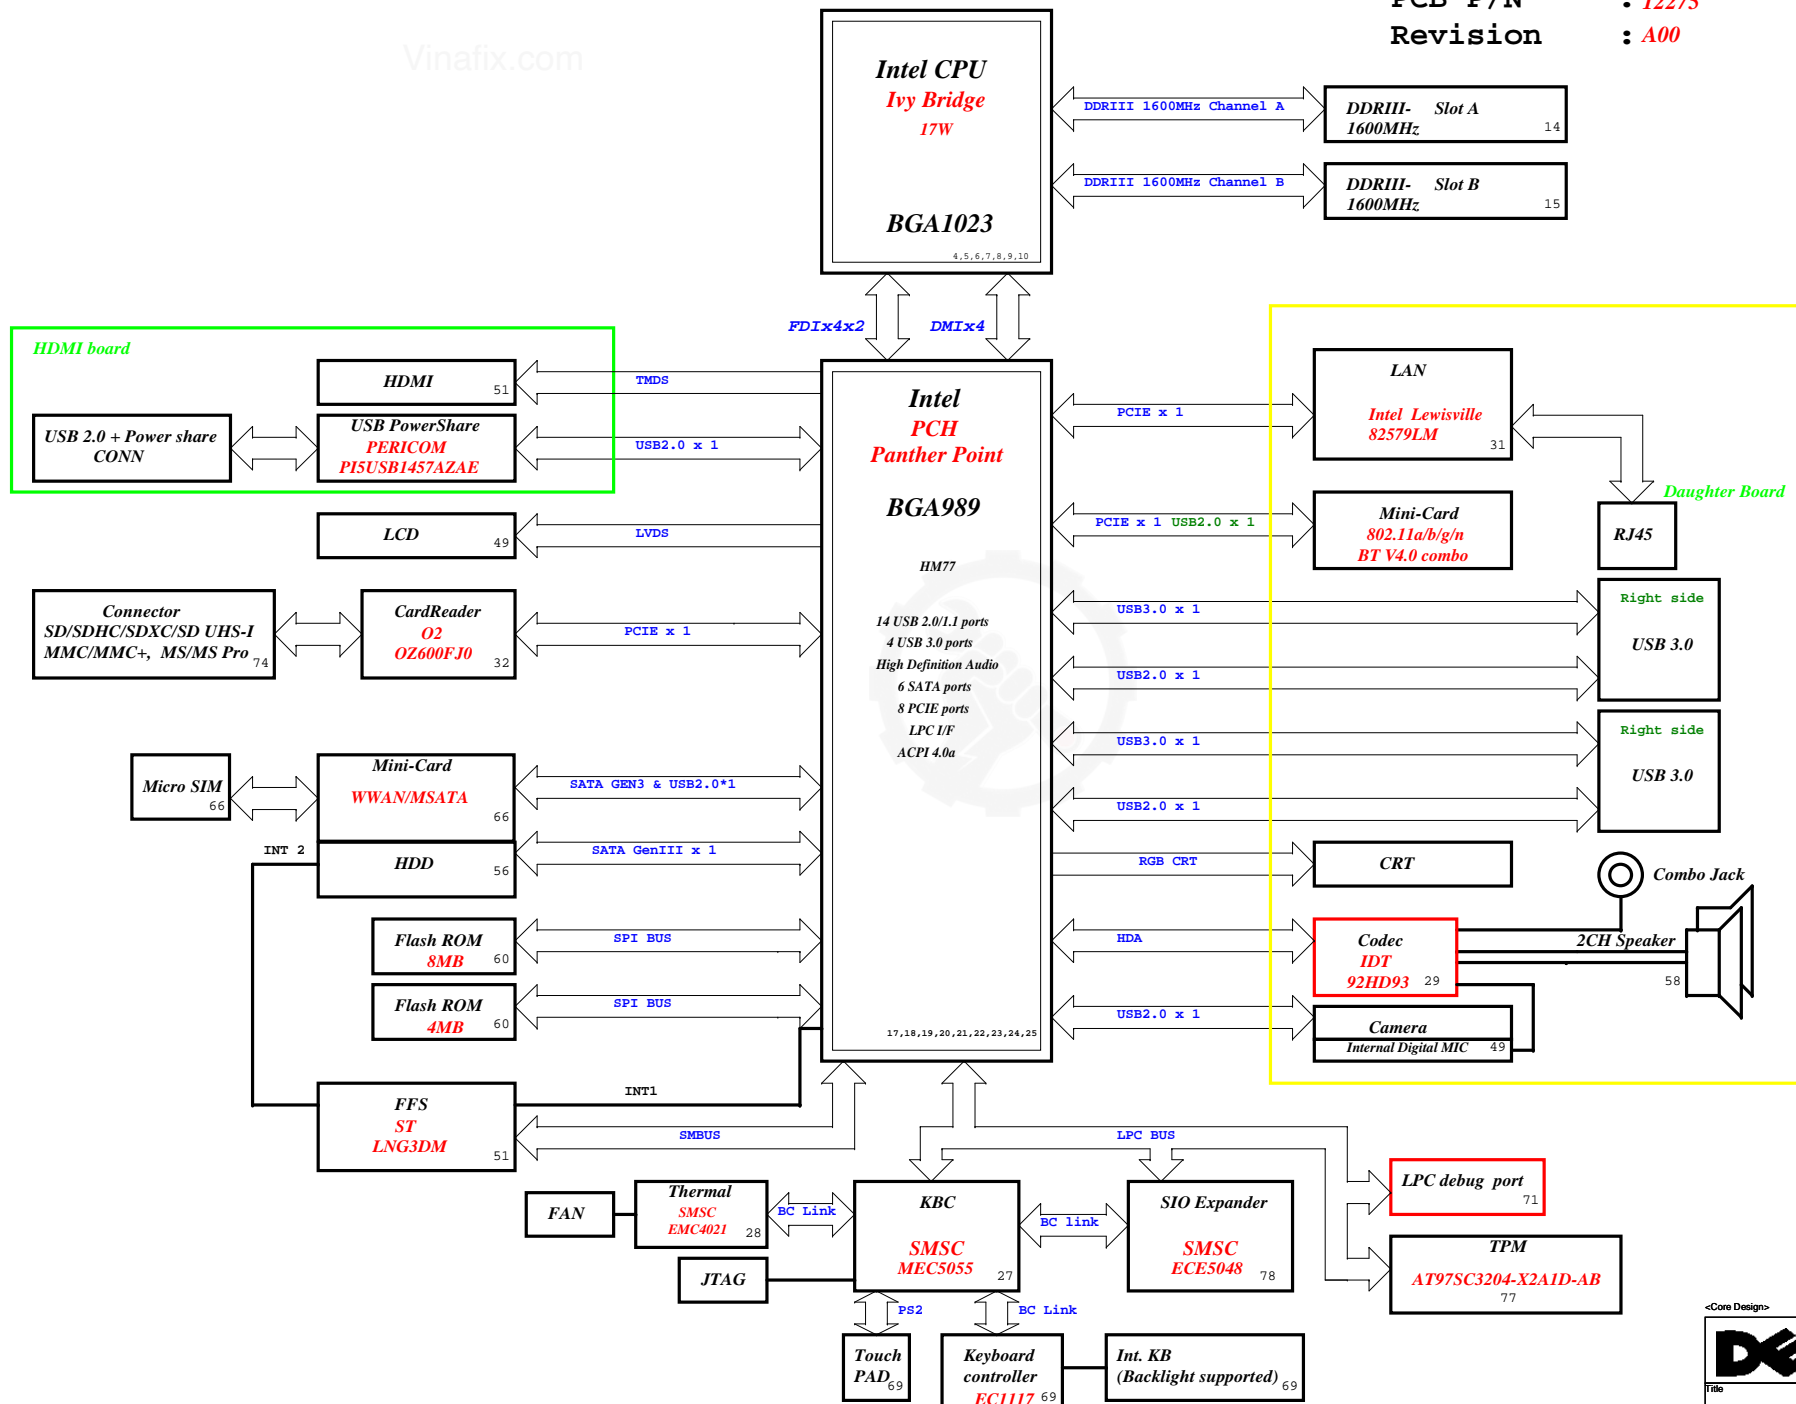 PCB P/N : 12275
Revision : A00
Vinafix.com
Intel CPU
Ivy Bridge
17W
BGA1023
4,5,6,7,8,9,10
DDRIII 1600MHz Channel A
DDRIII- Slot A
1600MHz
14
DDRIII 1600MHz Channel B
DDRIII- Slot B
1600MHz
15
FDIx4x2
DMIx4
HDMI board
HDMI
51
TMDS
USB 2.0 + Power share
CONN
USB PowerShare
PERICOM
PI5USB1457AZAE
USB2.0 x 1
LCD
49
LVDS
Connector
SD/SDHC/SDXC/SD UHS-I
MMC/MMC+, MS/MS Pro
74
CardReader
O2
OZ600FJ0
32
PCIE x 1
Micro SIM
66
Mini-Card
WWAN/MSATA
66
SATA GEN3 & USB2.0*1
INT 2
HDD
56
SATA GenIII x 1
Flash ROM
8MB
60
SPI BUS
Flash ROM
4MB
60
SPI BUS
FFS
ST
LNG3DM
51
INT1
SMBUS
Intel
PCH
Panther Point
BGA989
HM77
14 USB 2.0/1.1 ports
4 USB 3.0 ports
High Definition Audio
6 SATA ports
8 PCIE ports
LPC I/F
ACPI 4.0a
17,18,19,20,21,22,23,24,25
PCIE x 1
LAN
Intel Lewisville
82579LM
31
Daughter Board
RJ45
PCIE x 1 USB2.0 x 1
Mini-Card
802.11a/b/g/n
BT V4.0 combo
USB3.0 x 1
USB2.0 x 1
Right side
USB 3.0
USB3.0 x 1
USB2.0 x 1
Right side
USB 3.0
RGB CRT
CRT
Combo Jack
HDA
Codec
IDT
92HD93
29
2CH Speaker
58
USB2.0 x 1
Camera
Internal Digital MIC
49
LPC BUS
LPC debug port
71
TPM
AT97SC3204-X2A1D-AB
77
FAN
Thermal
SMSC
EMC4021
28
BC Link
KBC
SMSC
MEC5055
27
BC link
SIO Expander
SMSC
ECE5048
78
JTAG
PS2
BC Link
Touch
PAD
69
Keyboard
controller
EC1117
69
Int. KB
(Backlight supported)
69
<Core Design>
Title